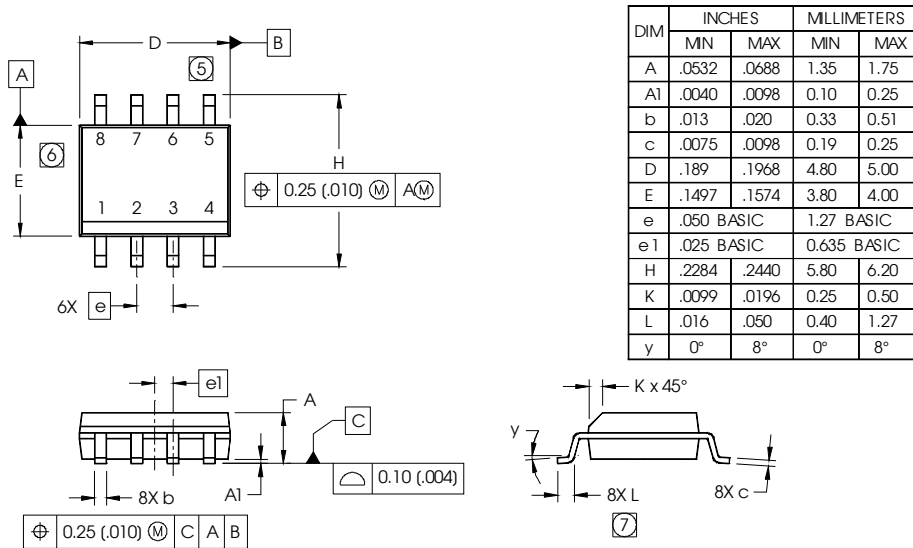 D
B
5
A
8 7 6 5
6
E
H
⌖ 0.25 (.010) Ⓜ AⓂ
1 2 3 4
6X e
DIM INCHES MILLIMETERS
MIN MAX MIN MAX
A .0532 .0688 1.35 1.75
A1 .0040 .0098 0.10 0.25
b .013 .020 0.33 0.51
c .0075 .0098 0.19 0.25
D .189 .1968 4.80 5.00
E .1497 .1574 3.80 4.00
e .050 BASIC 1.27 BASIC
e1 .025 BASIC 0.635 BASIC
H .2284 .2440 5.80 6.20
K .0099 .0196 0.25 0.50
L .016 .050 0.40 1.27
y 0° 8° 0° 8°
e1
A
C
A1
⌓ 0.10 (.004)
8X b
⌖ 0.25 (.010) Ⓜ C A B
K x 45°
y
8X L
8X c
7